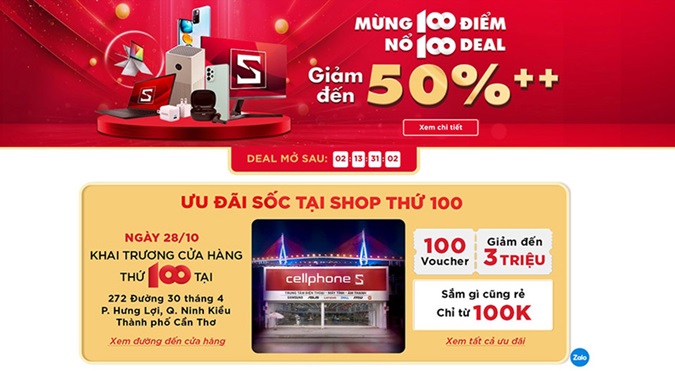 MỪNG 100 ĐIỂM
NỔ 100 DEAL
Giảm đến 50%++
Xem chi tiết
DEAL MỞ SAU: 02:13:31:02
ƯU ĐÃI SỐC TẠI SHOP THỨ 100
NGÀY 28/10
KHAI TRƯƠNG CỬA HÀNG
THỨ 100 TẠI
272 Đường 30 tháng 4
P. Hưng Lợi, Q. Ninh Kiều
Thành phố Cần Thơ
Xem đường đến cửa hàng
cellphone S
100
Voucher
Giảm đến
3 TRIỆU
Sắm gì cũng rẻ
Chỉ từ 100K
Xem tất cả ưu đãi
Zalo